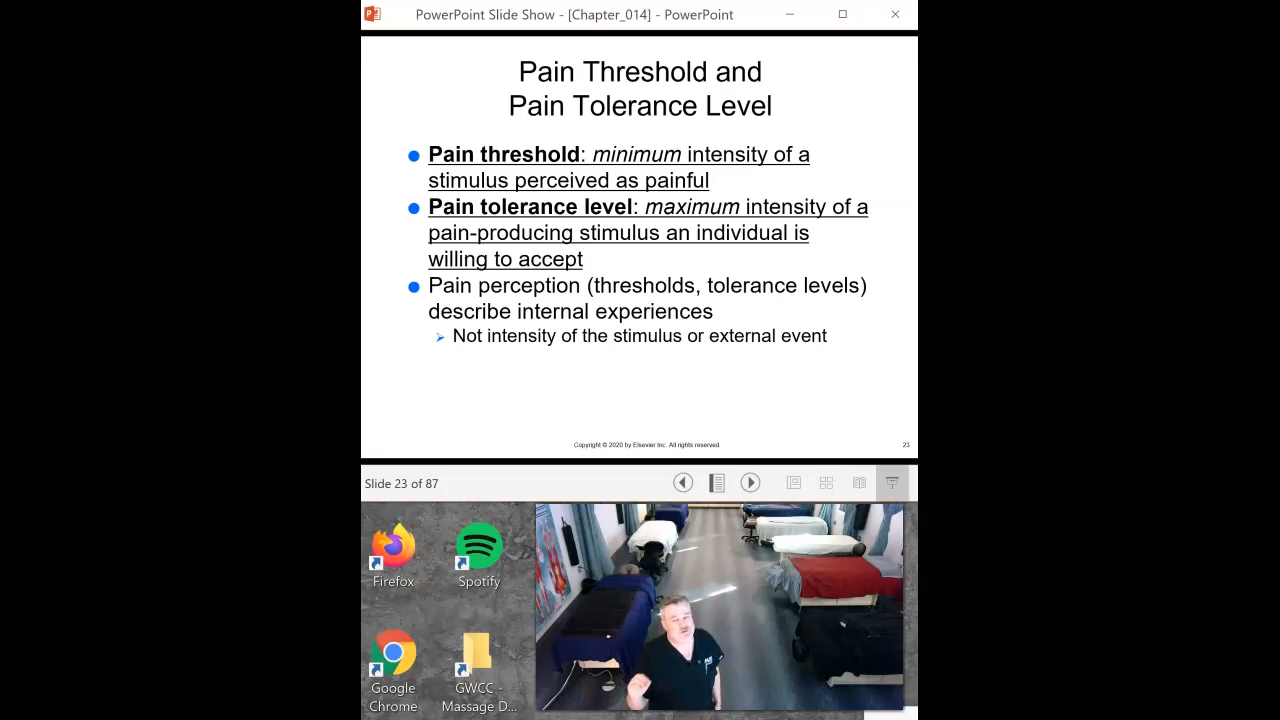 PowerPoint Slide Show - [Chapter_014] - PowerPoint
Pain Threshold and
Pain Tolerance Level
Pain threshold: minimum intensity of a
stimulus perceived as painful
Pain tolerance level: maximum intensity of a
pain-producing stimulus an individual is
willing to accept
Pain perception (thresholds, tolerance levels)
describe internal experiences
Not intensity of the stimulus or external event
Copyright © 2020 by Elsevier Inc. All rights reserved.
23
Slide 23 of 87
Firefox
Spotify
Google
Chrome
GWCC -
Massage D...